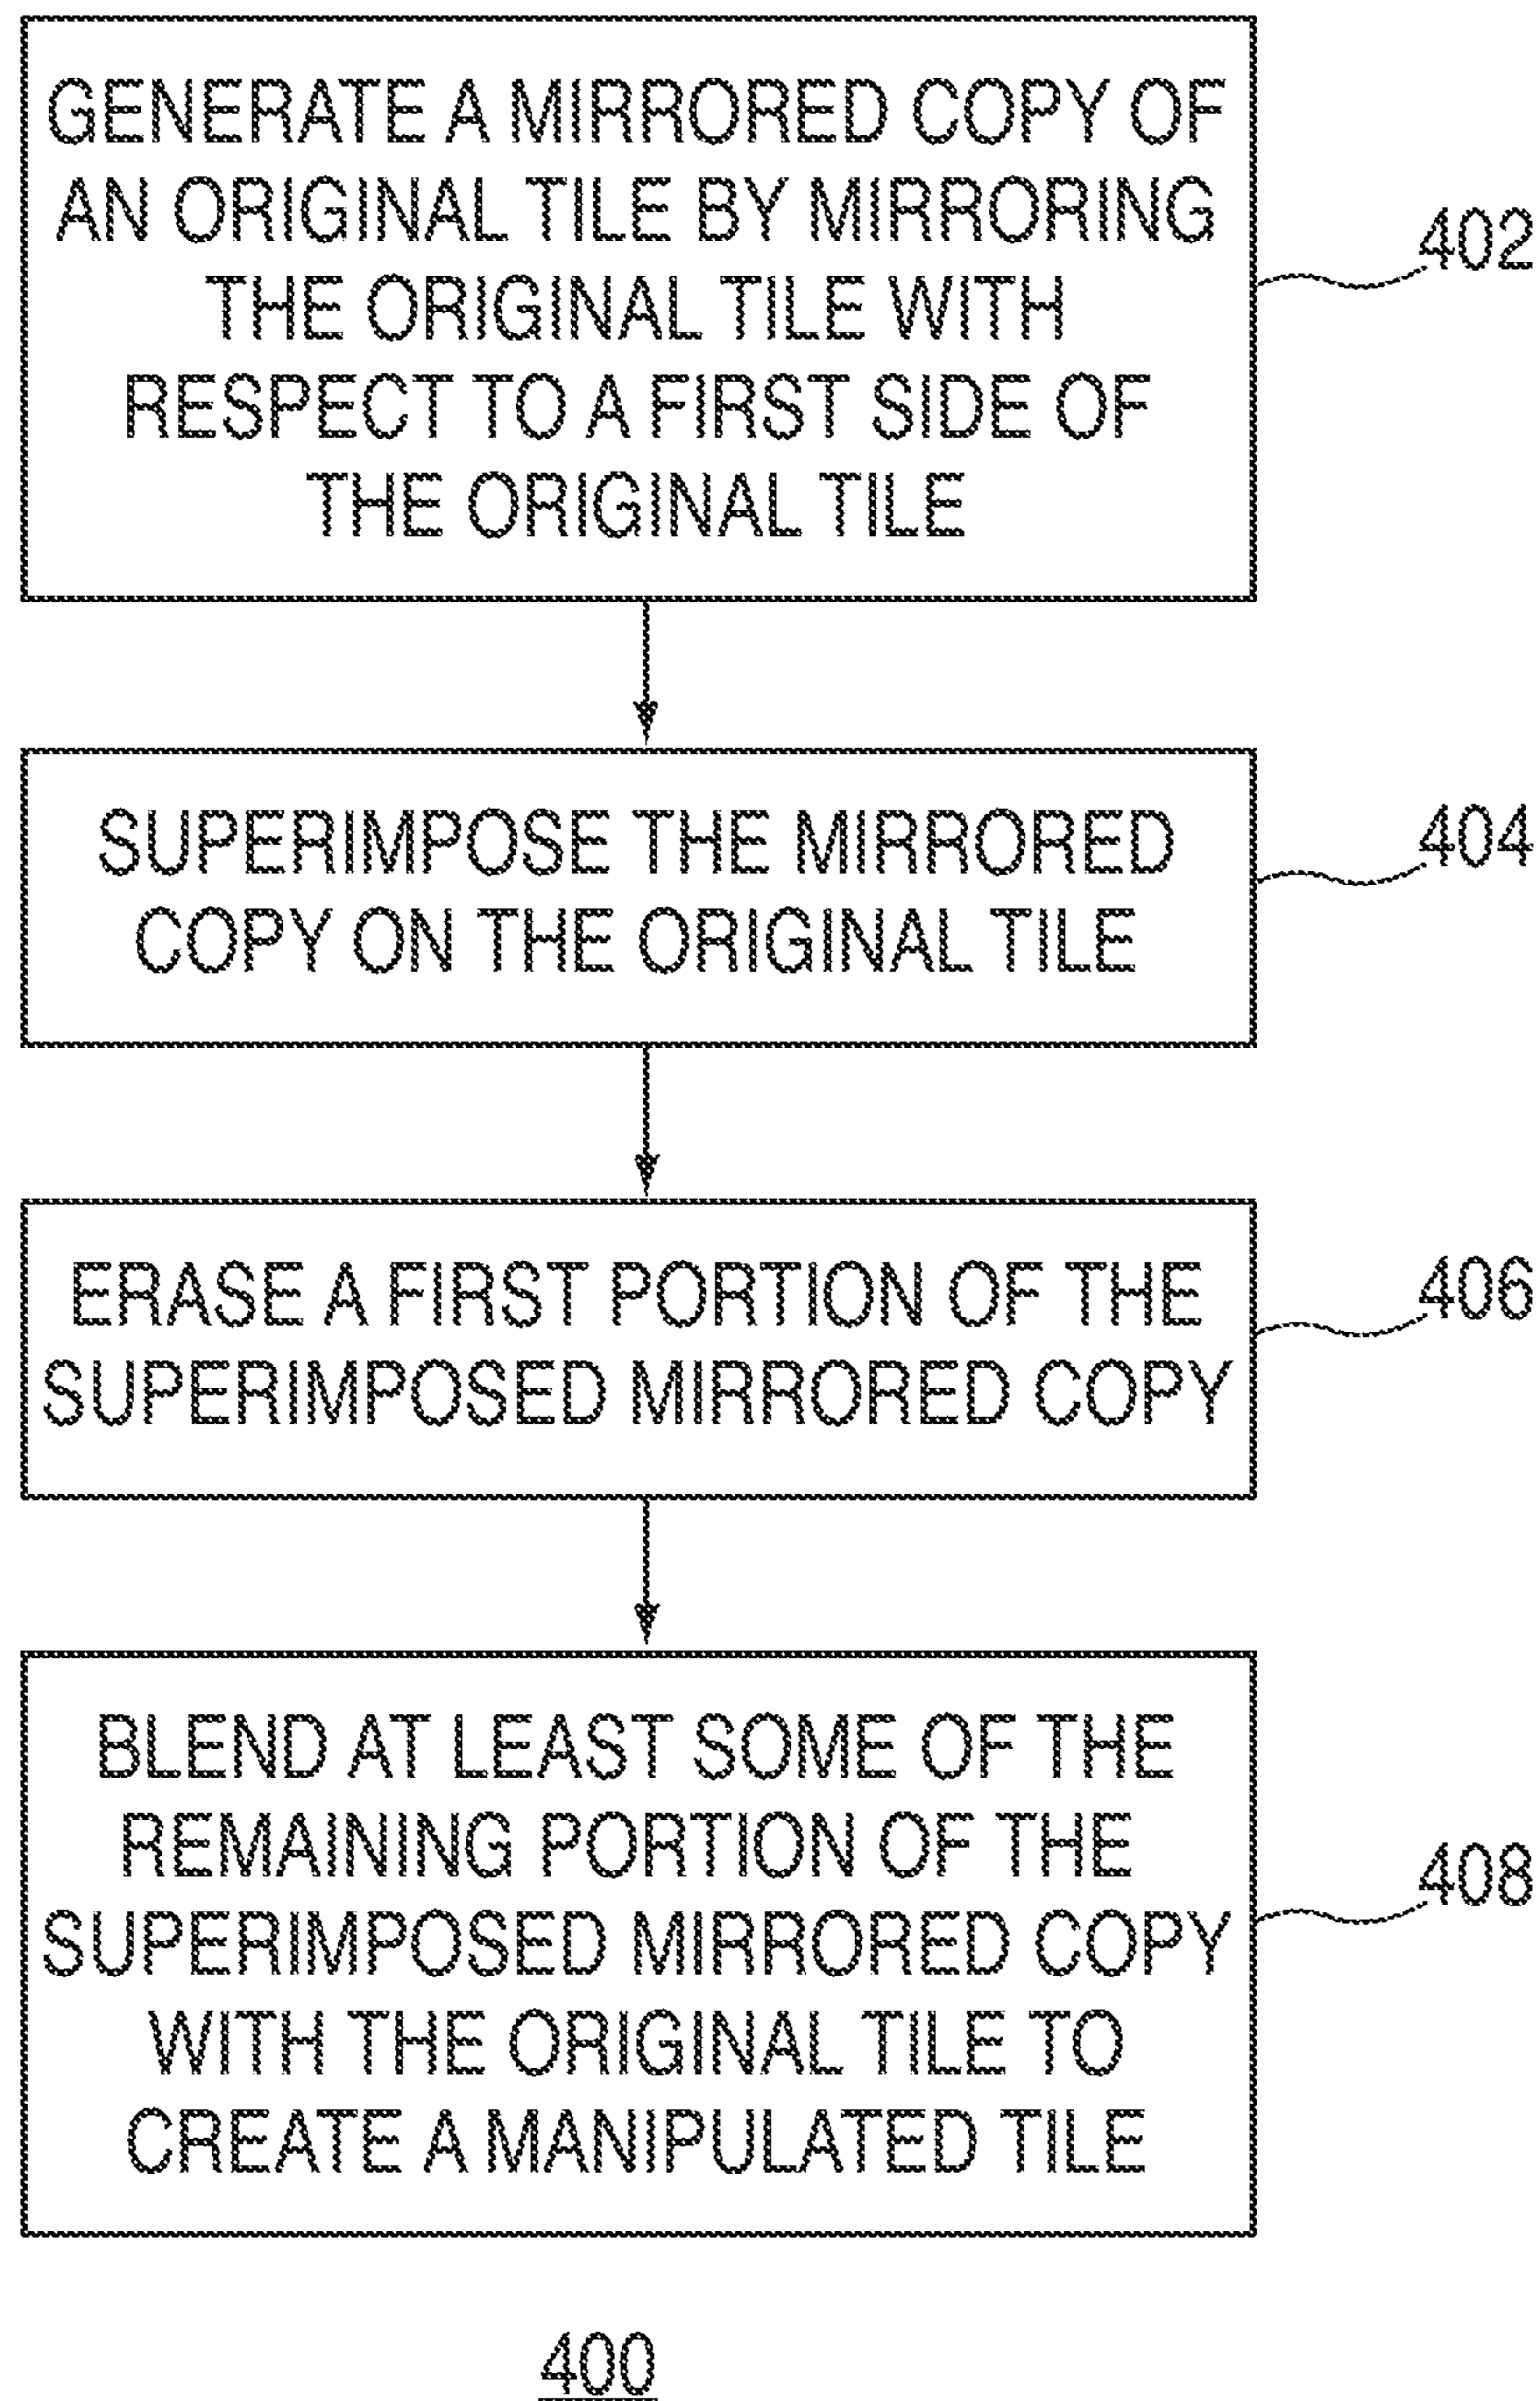 GENERATE A MIRRORED COPY OF
AN ORIGINAL TILE BY MIRRORING
THE ORIGINAL TILE WITH
RESPECT TO A FIRST SIDE OF
THE ORIGINAL TILE
402
SUPERIMPOSE THE MIRRORED
COPY ON THE ORIGINAL TILE
404
ERASE A FIRST PORTION OF THE
SUPERIMPOSED MIRRORED COPY
406
BLEND AT LEAST SOME OF THE
REMAINING PORTION OF THE
SUPERIMPOSED MIRRORED COPY
WITH THE ORIGINAL TILE TO
CREATE A MANIPULATED TILE
408
400